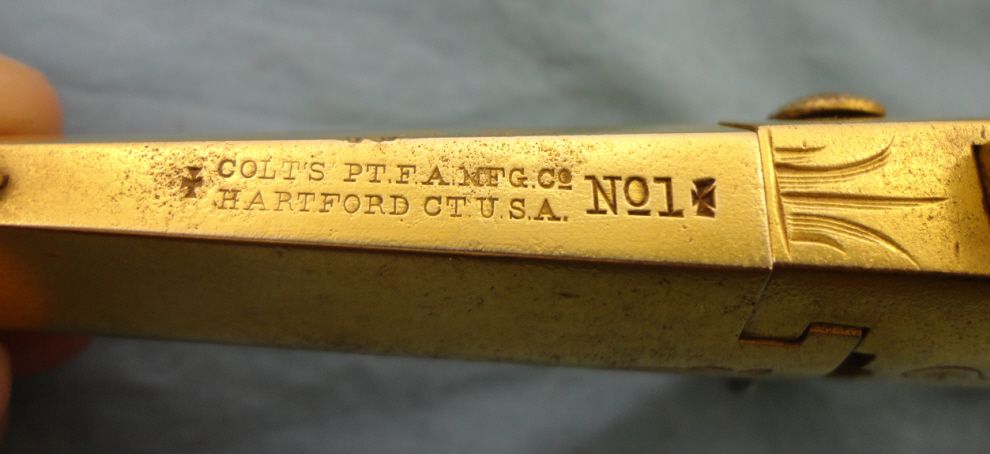 COLT'S PT. F. A. MFG. Co
HARTFORD CT. U.S.A.
No1